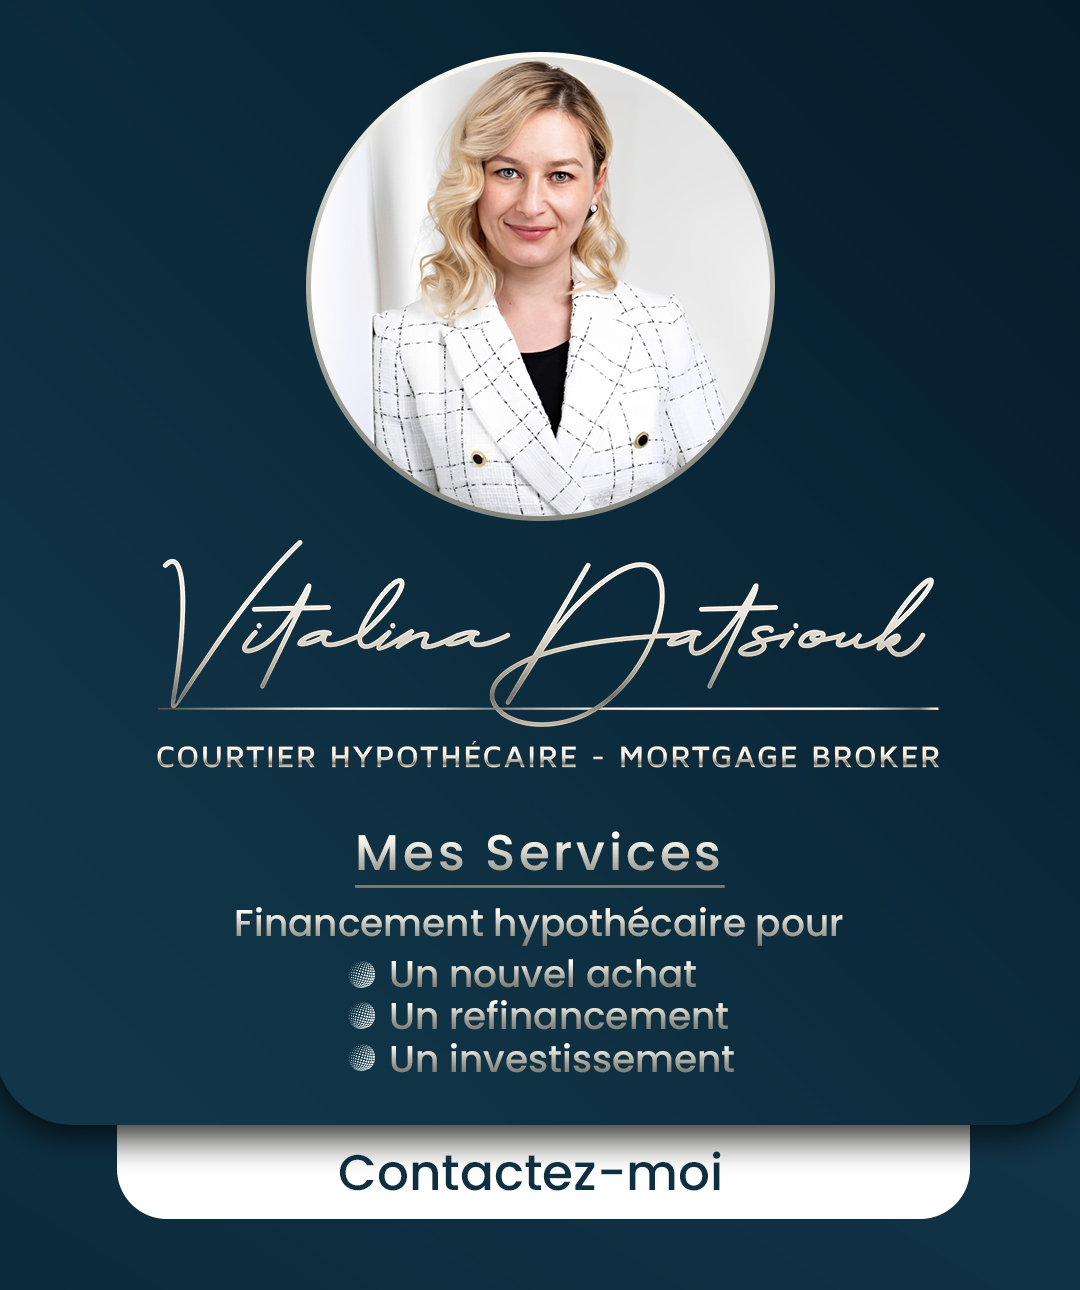 Vitalina Datsiouk
COURTIER HYPOTHÉCAIRE - MORTGAGE BROKER
Mes Services
Financement hypothécaire pour
Un nouvel achat
Un refinancement
Un investissement
Contactez-moi